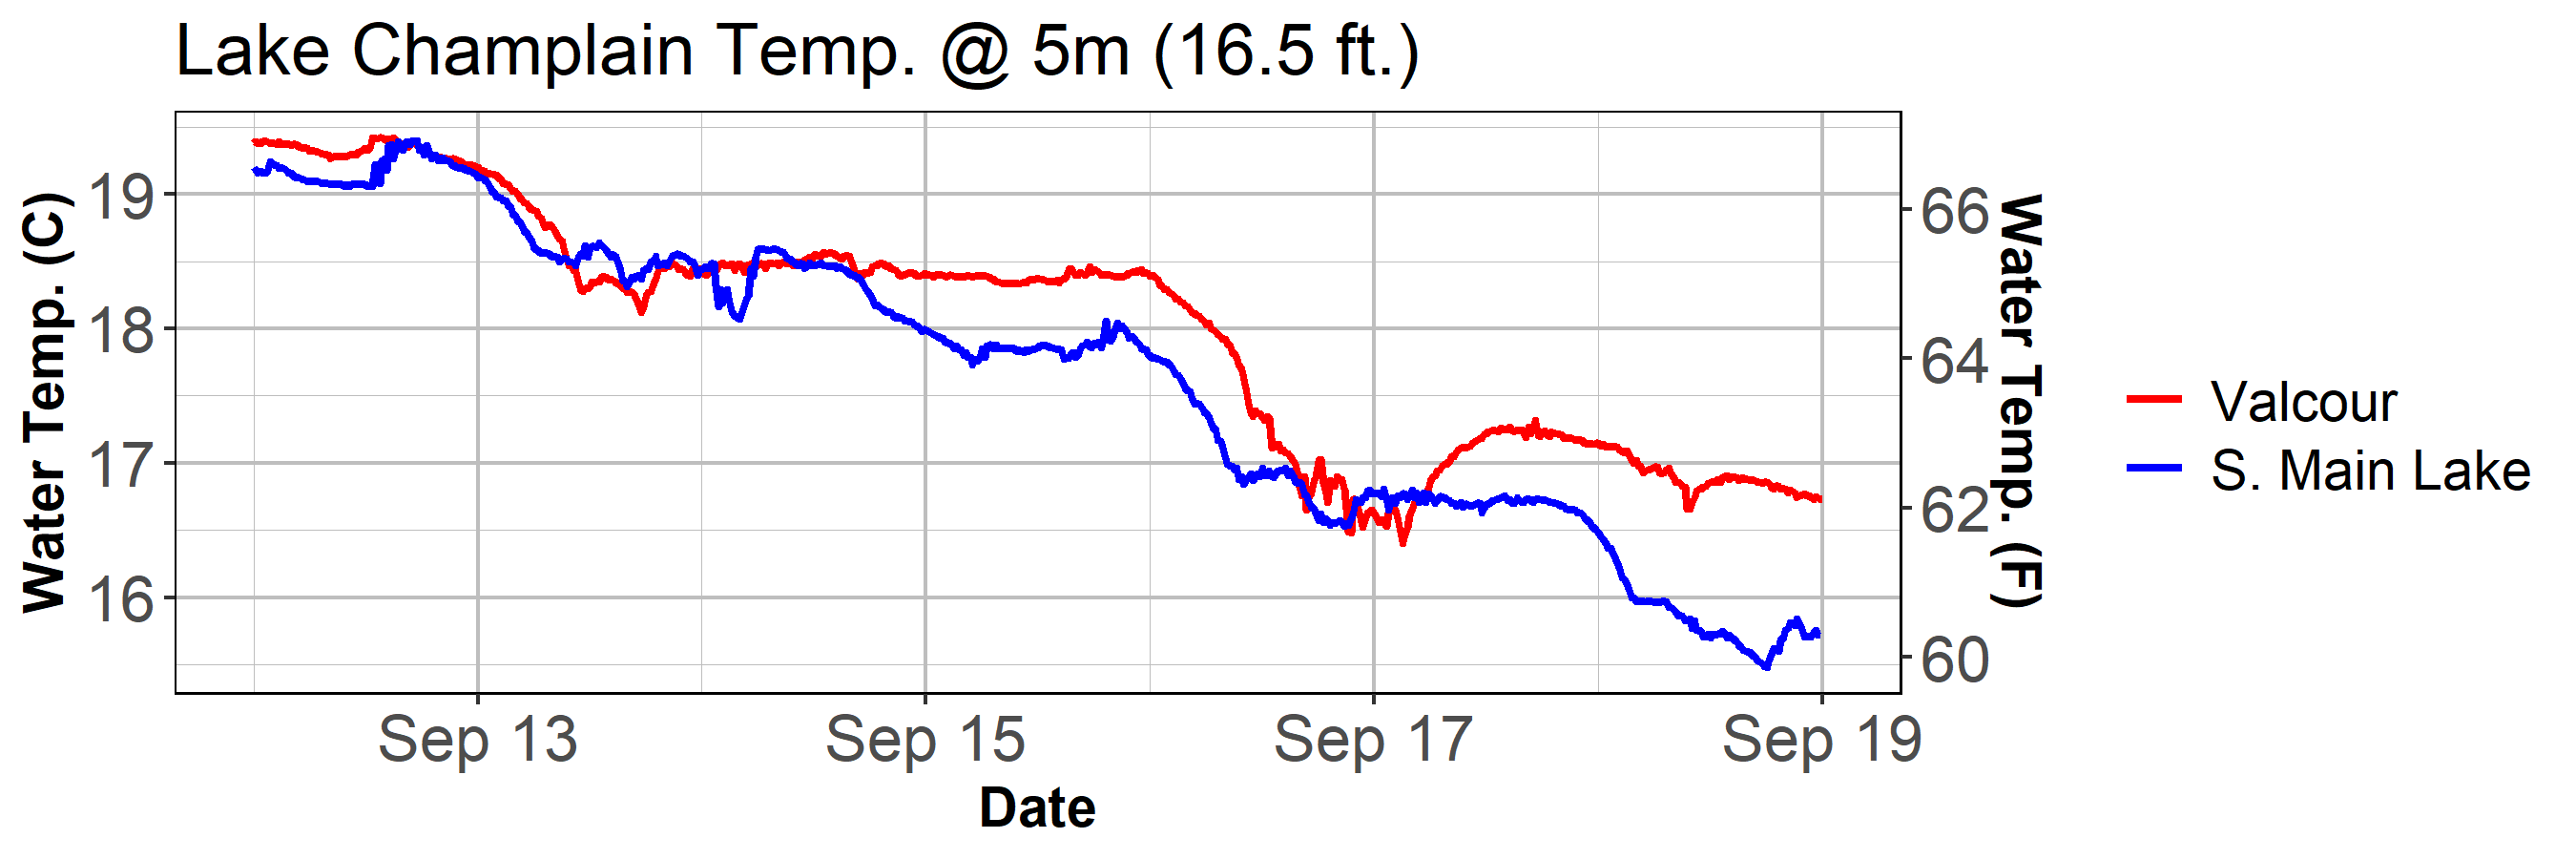 Lake Champlain Temp. @ 5m (16.5 ft.)
Water Temp. (C)
19
18
17
16
66
64
62
60
Water Temp. (F)
Sep 13
Sep 15
Sep 17
Sep 19
Date
Valcour
S. Main Lake